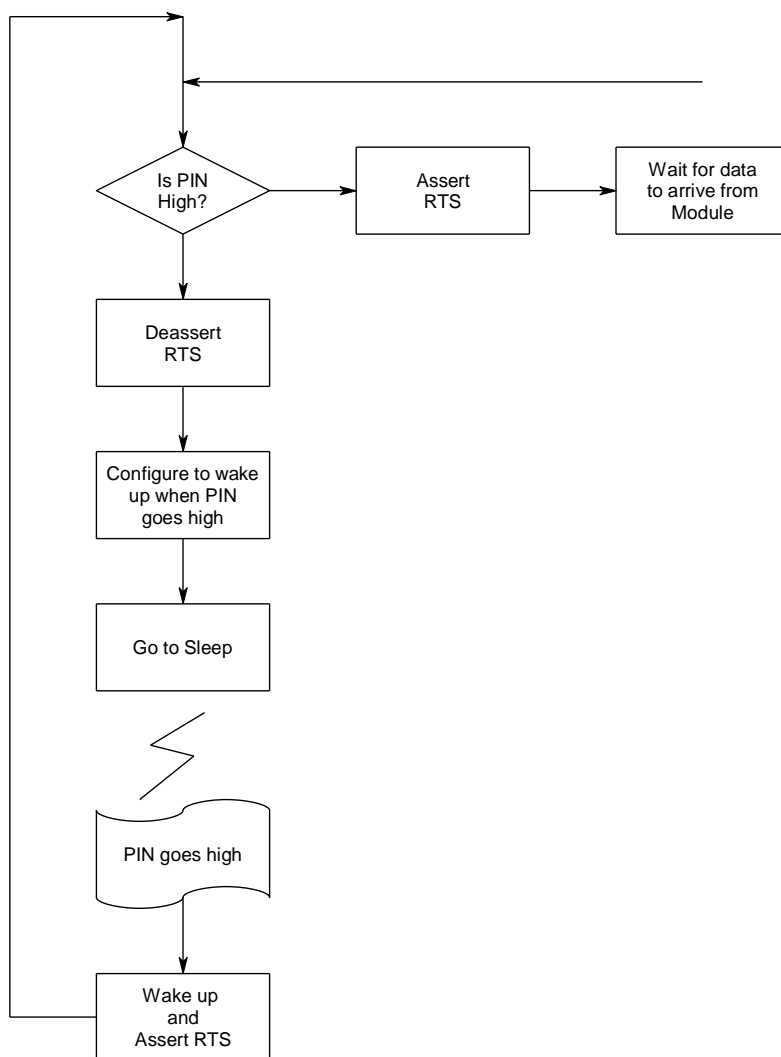 Is PIN
High?
Assert
RTS
Wait for data
to arrive from
Module
Deassert
RTS
Configure to wake
up when PIN
goes high
Go to Sleep
PIN goes high
Wake up
and
Assert RTS